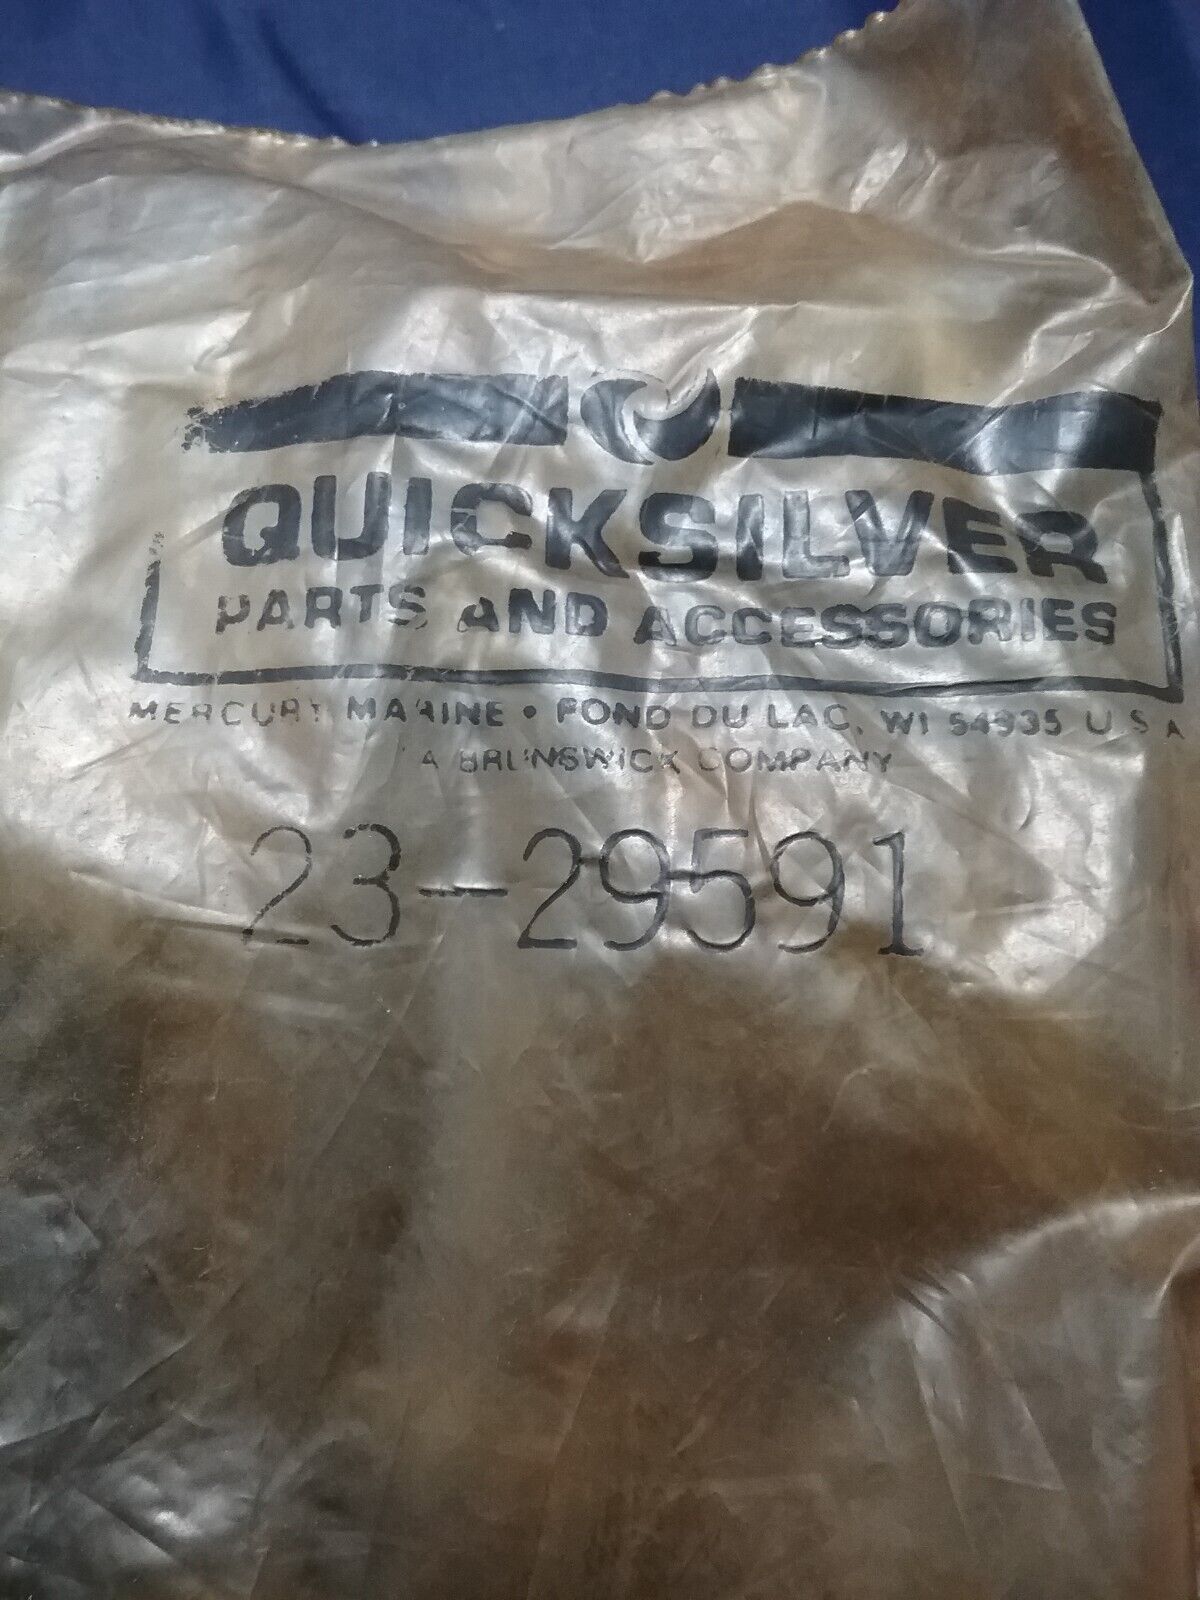 QUICKSILVER
PARTS AND ACCESSORIES
MERCURY MARINE • FOND DU LAC, WI 54935 U S A
A BRUNSWICK COMPANY
23-29591